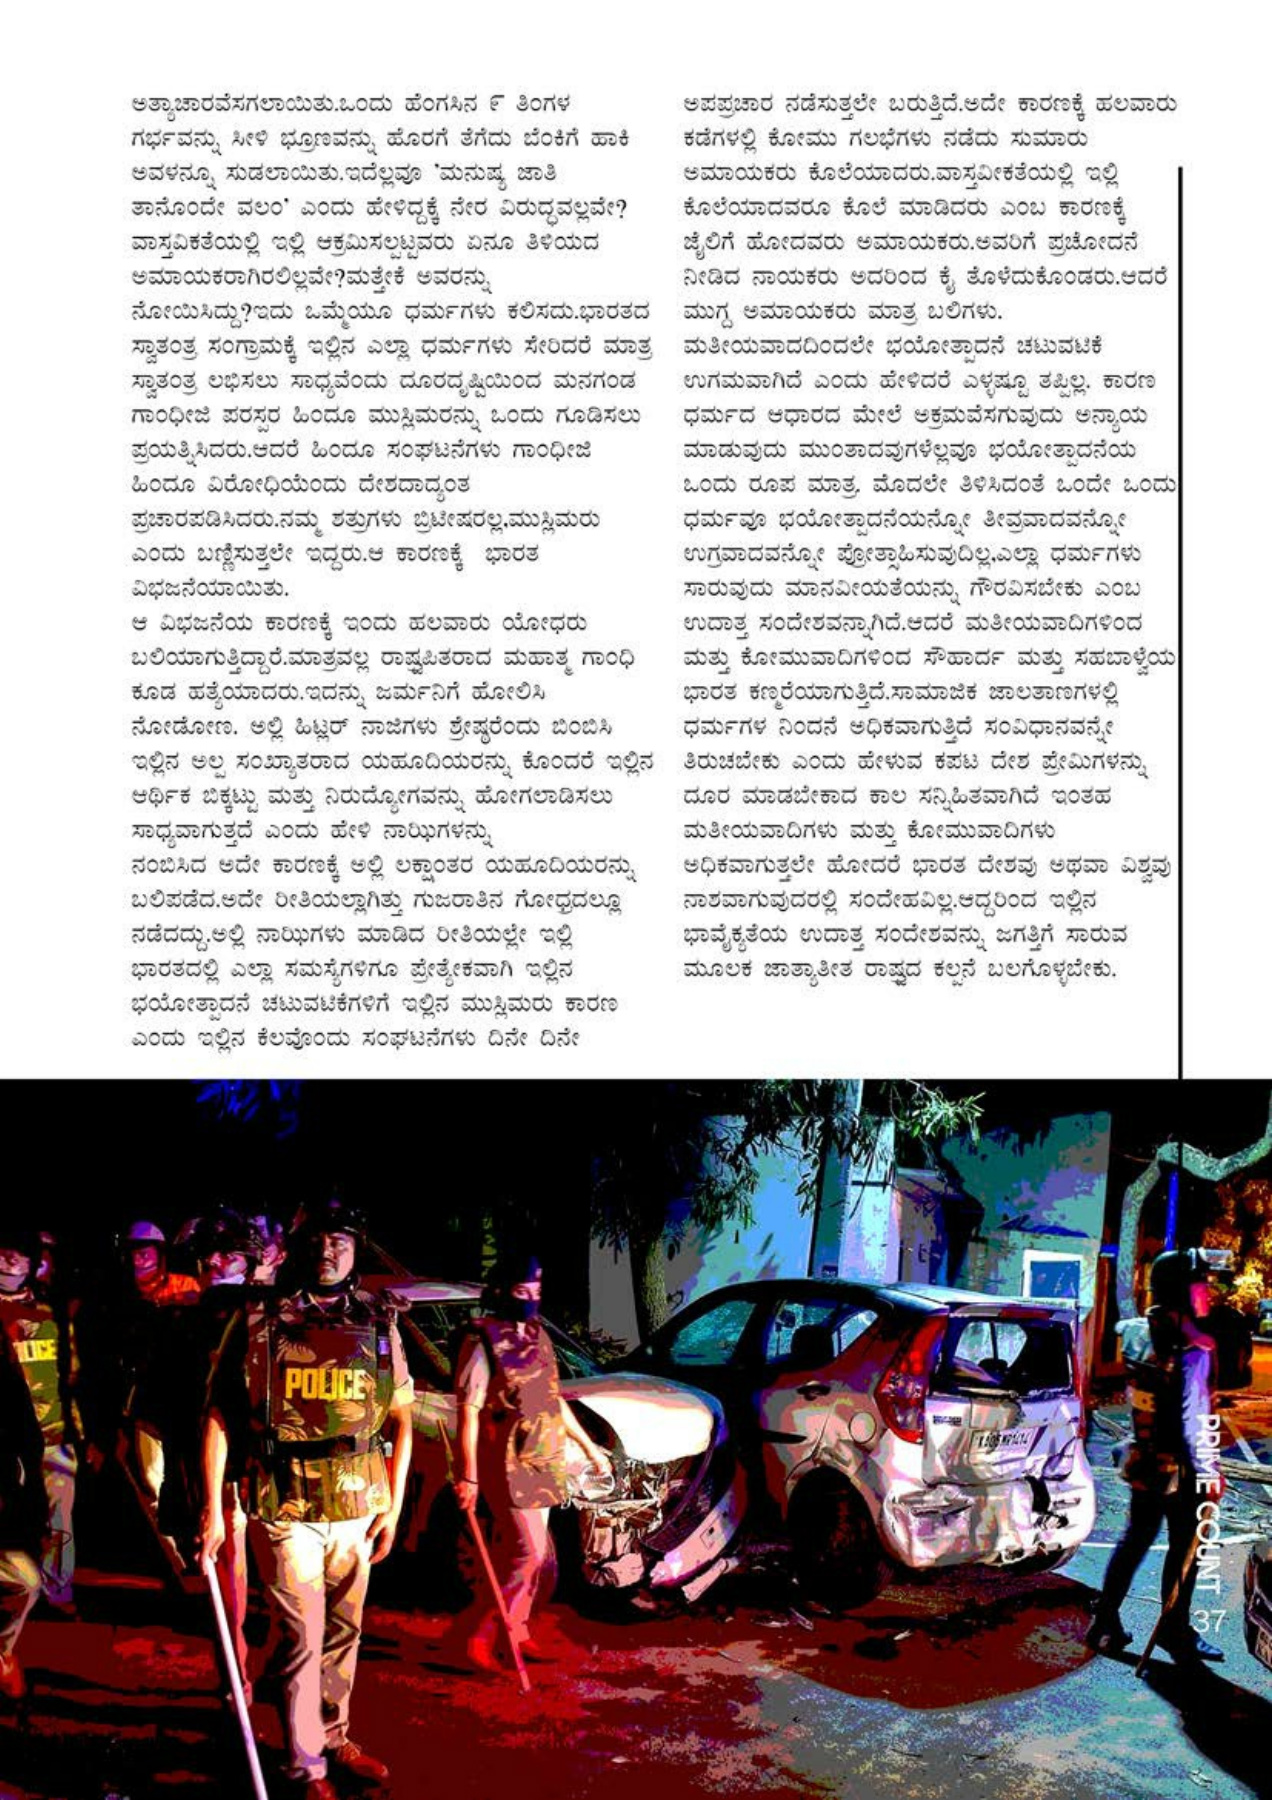 ಅತ್ಯಾಚಾರವೆಸಗಲಾಯಿತು.ಒಂದು ಹೆಂಗಸಿನ ೯ ತಿಂಗಳ
ಗರ್ಭವನ್ನು ಸೀಳಿ ಭ್ರೂಣವನ್ನು ಹೊರಗೆ ತೆಗೆದು ಬೆಂಕಿಗೆ ಹಾಕಿ
ಅವಳನ್ನೂ ಸುಡಲಾಯಿತು.ಇದೆಲ್ಲವೂ 'ಮನುಷ್ಯ ಜಾತಿ
ತಾನೊಂದೇ ವಲಂ' ಎಂದು ಹೇಳಿದ್ದಕ್ಕೆ ನೇರ ವಿರುದ್ಧವಲ್ಲವೇ?
ವಾಸ್ತವಿಕತೆಯಲ್ಲಿ ಇಲ್ಲಿ ಆಕ್ರಮಿಸಲ್ಪಟ್ಟವರು ಏನೂ ತಿಳಿಯದ
ಅಮಾಯಕರಾಗಿರಲಿಲ್ಲವೇ?ಮತ್ತೇಕೆ ಅವರನ್ನು
ನೋಯಿಸಿದ್ದು?ಇದು ಒಮ್ಮೆಯೂ ಧರ್ಮಗಳು ಕಲಿಸದು.ಭಾರತದ
ಸ್ವಾತಂತ್ರ ಸಂಗ್ರಾಮಕ್ಕೆ ಇಲ್ಲಿನ ಎಲ್ಲಾ ಧರ್ಮಗಳು ಸೇರಿದರೆ ಮಾತ್ರ
ಸ್ವಾತಂತ್ರ ಲಭಿಸಲು ಸಾಧ್ಯವೆಂದು ದೂರದೃಷ್ಟಿಯಿಂದ ಮನಗಂಡ
ಗಾಂಧೀಜಿ ಪರಸ್ಪರ ಹಿಂದೂ ಮುಸ್ಲಿಮರನ್ನು ಒಂದು ಗೂಡಿಸಲು
ಪ್ರಯತ್ನಿಸಿದರು.ಆದರೆ ಹಿಂದೂ ಸಂಘಟನೆಗಳು ಗಾಂಧೀಜಿ
ಹಿಂದೂ ವಿರೋಧಿಯೆಂದು ದೇಶದಾದ್ಯಂತ
ಪ್ರಚಾರಪಡಿಸಿದರು.ನಮ್ಮ ಶತ್ರುಗಳು ಬ್ರಿಟೀಷರಲ್ಲ,ಮುಸ್ಲಿಮರು
ಎಂದು ಬಣ್ಣಿಸುತ್ತಲೇ ಇದ್ದರು.ಆ ಕಾರಣಕ್ಕೆ ಭಾರತ
ವಿಭಜನೆಯಾಯಿತು.
ಆ ವಿಭಜನೆಯ ಕಾರಣಕ್ಕೆ ಇಂದು ಹಲವಾರು ಯೋಧರು
ಬಲಿಯಾಗುತ್ತಿದ್ದಾರೆ.ಮಾತ್ರವಲ್ಲ ರಾಷ್ಟ್ರಪಿತರಾದ ಮಹಾತ್ಮ ಗಾಂಧಿ
ಕೂಡ ಹತ್ಯೆಯಾದರು.ಇದನ್ನು ಜರ್ಮನಿಗೆ ಹೋಲಿಸಿ
ನೋಡೋಣ. ಅಲ್ಲಿ ಹಿಟ್ಲರ್ ನಾಜಿಗಳು ಶ್ರೇಷ್ಠರೆಂದು ಬಿಂಬಿಸಿ
ಇಲ್ಲಿನ ಅಲ್ಪ ಸಂಖ್ಯಾತರಾದ ಯಹೂದಿಯರನ್ನು ಕೊಂದರೆ ಇಲ್ಲಿನ
ಆರ್ಥಿಕ ಬಿಕ್ಕಟ್ಟು ಮತ್ತು ನಿರುದ್ಯೋಗವನ್ನು ಹೋಗಲಾಡಿಸಲು
ಸಾಧ್ಯವಾಗುತ್ತದೆ ಎಂದು ಹೇಳಿ ನಾಝಿಗಳನ್ನು
ನಂಬಿಸಿದ ಅದೇ ಕಾರಣಕ್ಕೆ ಅಲ್ಲಿ ಲಕ್ಷಾಂತರ ಯಹೂದಿಯರನ್ನು
ಬಲಿಪಡೆದ.ಅದೇ ರೀತಿಯಲ್ಲಾಗಿತ್ತು ಗುಜರಾತಿನ ಗೋಧ್ರದಲ್ಲೂ
ನಡೆದದ್ದು.ಅಲ್ಲಿ ನಾಝಿಗಳು ಮಾಡಿದ ರೀತಿಯಲ್ಲೇ ಇಲ್ಲಿ
ಭಾರತದಲ್ಲಿ ಎಲ್ಲಾ ಸಮಸ್ಯೆಗಳಿಗೂ ಪ್ರೇತ್ಯೇಕವಾಗಿ ಇಲ್ಲಿನ
ಭಯೋತ್ಪಾದನೆ ಚಟುವಟಿಕೆಗಳಿಗೆ ಇಲ್ಲಿನ ಮುಸ್ಲಿಮರು ಕಾರಣ
ಎಂದು ಇಲ್ಲಿನ ಕೆಲವೊಂದು ಸಂಘಟನೆಗಳು ದಿನೇ ದಿನೇ
ಅಪಪ್ರಚಾರ ನಡೆಸುತ್ತಲೇ ಬರುತ್ತಿದೆ.ಅದೇ ಕಾರಣಕ್ಕೆ ಹಲವಾರು
ಕಡೆಗಳಲ್ಲಿ ಕೋಮು ಗಲಭೆಗಳು ನಡೆದು ಸುಮಾರು
ಅಮಾಯಕರು ಕೊಲೆಯಾದರು.ವಾಸ್ತವೀಕತೆಯಲ್ಲಿ ಇಲ್ಲಿ
ಕೊಲೆಯಾದವರೂ ಕೊಲೆ ಮಾಡಿದರು ಎಂಬ ಕಾರಣಕ್ಕೆ
ಜೈಲಿಗೆ ಹೋದವರು ಅಮಾಯಕರು.ಅವರಿಗೆ ಪ್ರಚೋದನೆ
ನೀಡಿದ ನಾಯಕರು ಅದರಿಂದ ಕೈ ತೊಳೆದುಕೊಂಡರು.ಆದರೆ
ಮುಗ್ದ ಅಮಾಯಕರು ಮಾತ್ರ ಬಲಿಗಳು.
ಮತೀಯವಾದದಿಂದಲೇ ಭಯೋತ್ಪಾದನೆ ಚಟುವಟಿಕೆ
ಉಗಮವಾಗಿದೆ ಎಂದು ಹೇಳಿದರೆ ಎಳ್ಳಷ್ಟೂ ತಪ್ಪಿಲ್ಲ. ಕಾರಣ
ಧರ್ಮದ ಆಧಾರದ ಮೇಲೆ ಅಕ್ರಮವೆಸಗುವುದು ಅನ್ಯಾಯ
ಮಾಡುವುದು ಮುಂತಾದವುಗಳೆಲ್ಲವೂ ಭಯೋತ್ಪಾದನೆಯ
ಒಂದು ರೂಪ ಮಾತ್ರ. ಮೊದಲೇ ತಿಳಿಸಿದಂತೆ ಒಂದೇ ಒಂದು
ಧರ್ಮವೂ ಭಯೋತ್ಪಾದನೆಯನ್ನೋ ತೀವ್ರವಾದವನ್ನೋ
ಉಗ್ರವಾದವನ್ನೋ ಪ್ರೋತ್ಸಾಹಿಸುವುದಿಲ್ಲ.ಎಲ್ಲಾ ಧರ್ಮಗಳು
ಸಾರುವುದು ಮಾನವೀಯತೆಯನ್ನು ಗೌರವಿಸಬೇಕು ಎಂಬ
ಉದಾತ್ತ ಸಂದೇಶವನ್ನಾಗಿದೆ.ಆದರೆ ಮತೀಯವಾದಿಗಳಿಂದ
ಮತ್ತು ಕೋಮುವಾದಿಗಳಿಂದ ಸೌಹಾರ್ದ ಮತ್ತು ಸಹಬಾಳ್ವೆಯ
ಭಾರತ ಕಣ್ಮರೆಯಾಗುತ್ತಿದೆ.ಸಾಮಾಜಿಕ ಜಾಲತಾಣಗಳಲ್ಲಿ
ಧರ್ಮಗಳ ನಿಂದನೆ ಅಧಿಕವಾಗುತ್ತಿದೆ ಸಂವಿಧಾನವನ್ನೇ
ತಿರುಚಬೇಕು ಎಂದು ಹೇಳುವ ಕಪಟ ದೇಶ ಪ್ರೇಮಿಗಳನ್ನು
ದೂರ ಮಾಡಬೇಕಾದ ಕಾಲ ಸನ್ನಿಹಿತವಾಗಿದೆ ಇಂತಹ
ಮತೀಯವಾದಿಗಳು ಮತ್ತು ಕೋಮುವಾದಿಗಳು
ಅಧಿಕವಾಗುತ್ತಲೇ ಹೋದರೆ ಭಾರತ ದೇಶವು ಅಥವಾ ವಿಶ್ವವು
ನಾಶವಾಗುವುದರಲ್ಲಿ ಸಂದೇಹವಿಲ್ಲ.ಆದ್ದರಿಂದ ಇಲ್ಲಿನ
ಭಾವೈಕ್ಯತೆಯ ಉದಾತ್ತ ಸಂದೇಶವನ್ನು ಜಗತ್ತಿಗೆ ಸಾರುವ
ಮೂಲಕ ಜಾತ್ಯಾತೀತ ರಾಷ್ಟ್ರದ ಕಲ್ಪನೆ ಬಲಗೊಳ್ಳಬೇಕು.
POLICE
PRIME COUNT
37